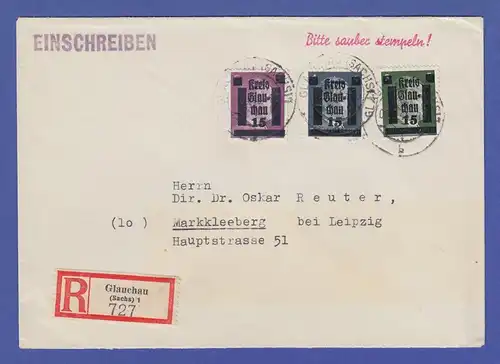 EINSCHREIBEN
Bitte sauber stempeln!
Kreis
Glau-
chau
15
Kreis
Glau-
chau
15
Kreis
Glau-
chau
15
Herrn
Dir. Dr. Oskar Reuter,
(lo) Markkleeberg bei Leipzig
Hauptstrasse 51
R
Glauchau
(Sachs) 1
727